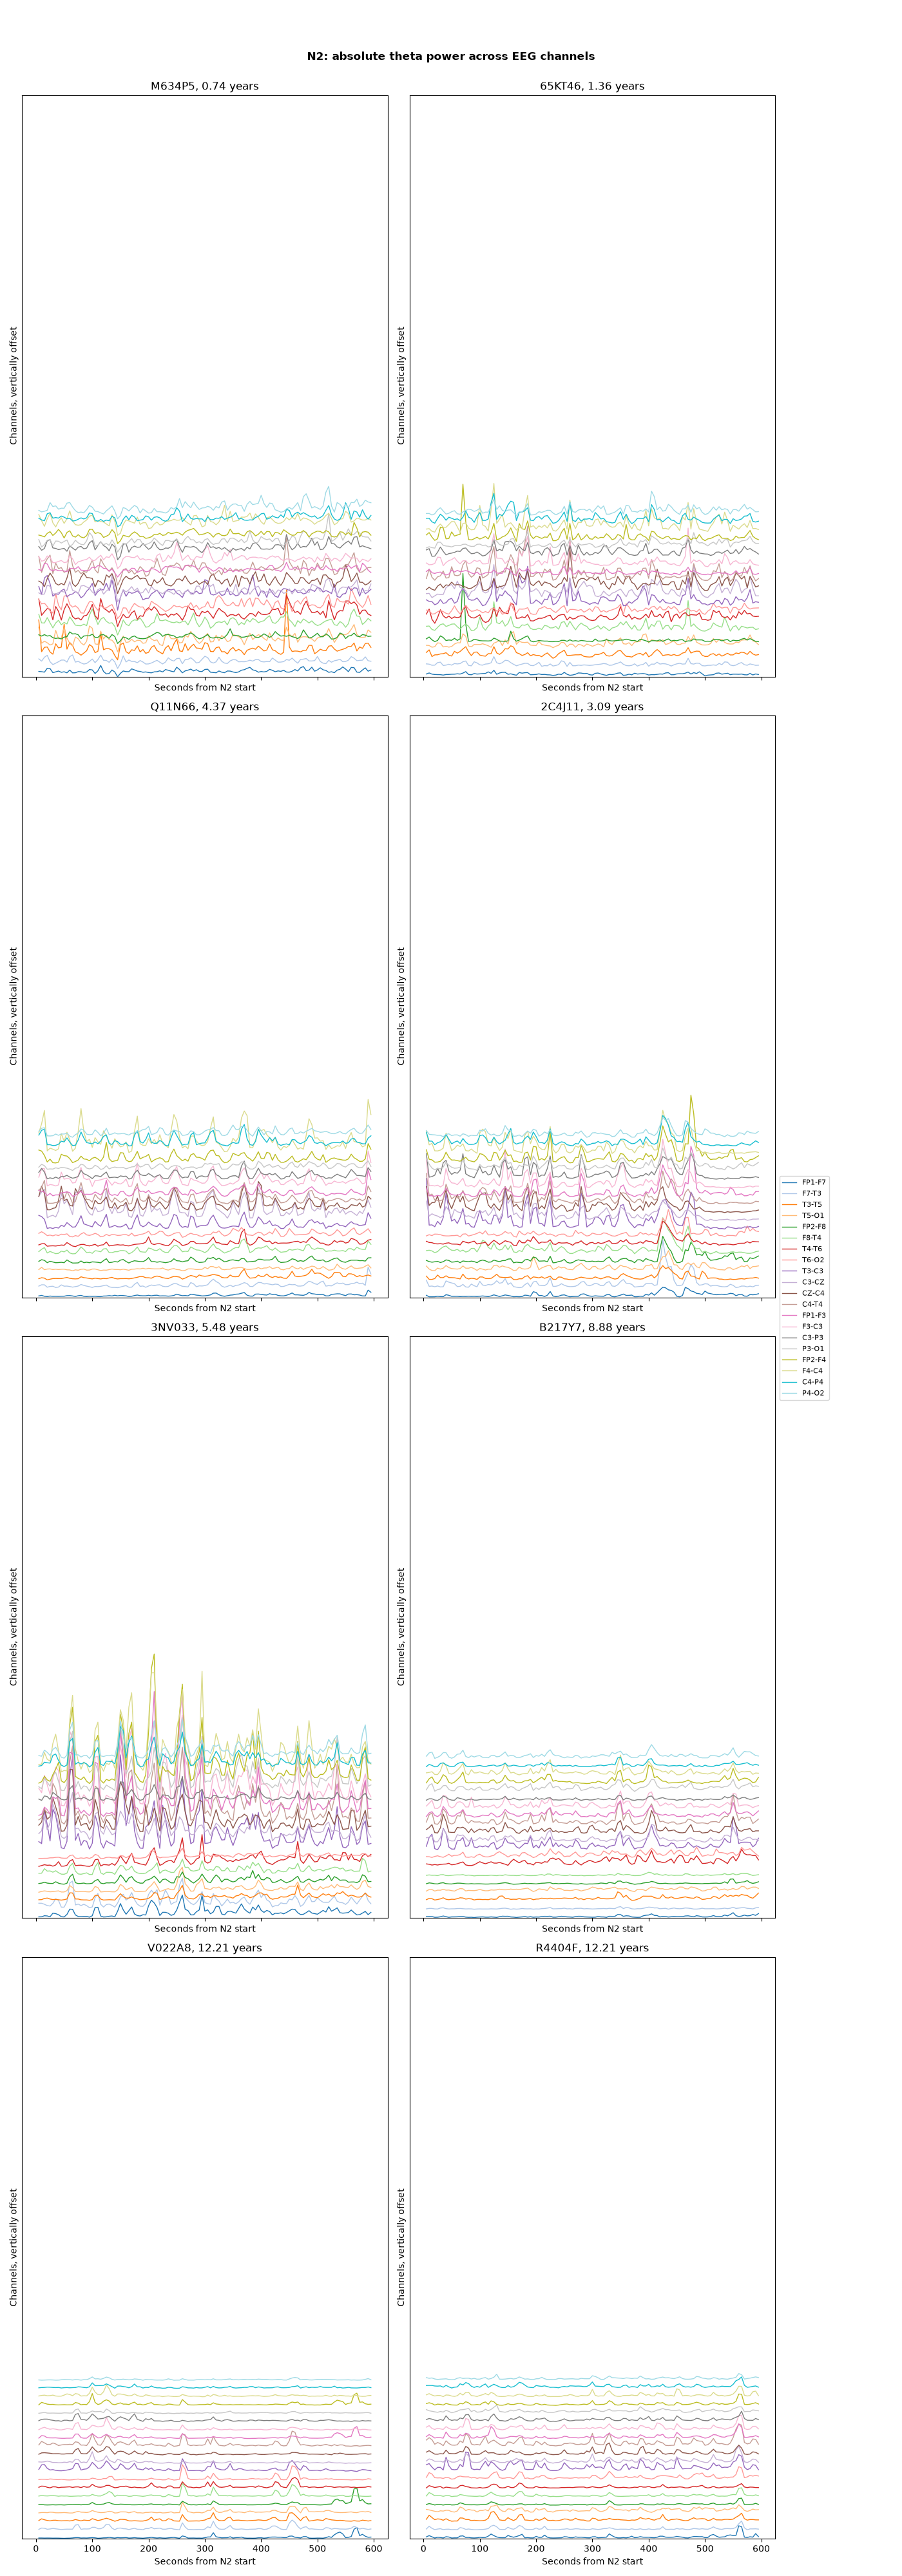 N2: absolute theta power across EEG channels
M634P5, 0.74 years
65KT46, 1.36 years
Channels, vertically offset
Channels, vertically offset
0 100 200 300 400 500 600
0 100 200 300 400 500 600
Seconds from N2 start
Seconds from N2 start
Q11N66, 4.37 years
2C4J11, 3.09 years
Channels, vertically offset
Channels, vertically offset
Seconds from N2 start
Seconds from N2 start
3NV033, 5.48 years
B217Y7, 8.88 years
Channels, vertically offset
Channels, vertically offset
Seconds from N2 start
Seconds from N2 start
V022A8, 12.21 years
R4404F, 12.21 years
Channels, vertically offset
Channels, vertically offset
Seconds from N2 start
Seconds from N2 start
FP1-F7
F7-T3
T3-T5
T5-O1
FP2-F8
F8-T4
T4-T6
T6-O2
T3-C3
C3-CZ
CZ-C4
C4-T4
FP1-F3
F3-C3
C3-P3
P3-O1
FP2-F4
F4-C4
C4-P4
P4-O2